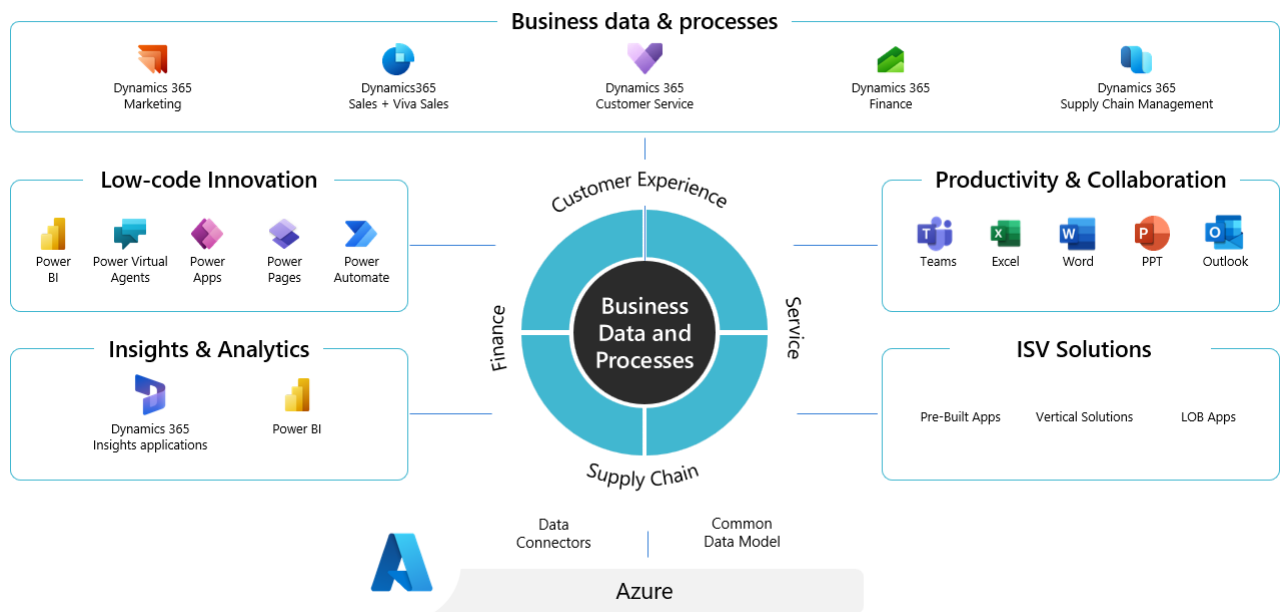 Business data & processes
Dynamics 365
Marketing
Dynamics365
Sales + Viva Sales
Dynamics 365
Customer Service
Dynamics 365
Finance
Dynamics 365
Supply Chain Management
Low-code Innovation
Power
BI
Power Virtual
Agents
Power
Apps
Power
Pages
Power
Automate
Customer Experience
Finance
Business
Data and
Processes
Service
Supply Chain
Productivity & Collaboration
T
Teams
X
Excel
W
Word
P
PPT
O
Outlook
Insights & Analytics
Dynamics 365
Insights applications
Power BI
ISV Solutions
Pre-Built Apps
Vertical Solutions
LOB Apps
Data
Connectors
Common
Data Model
Azure